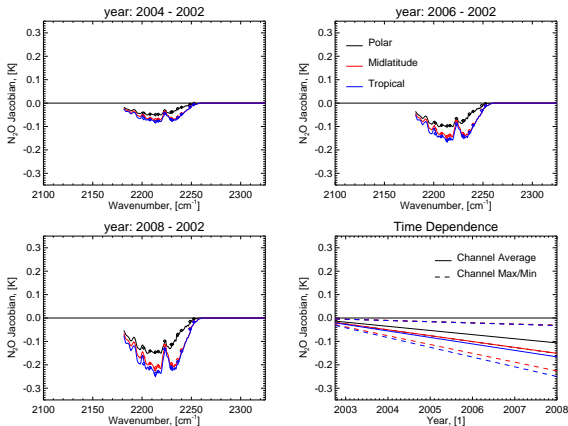 year: 2004 - 2002
0.3
0.2
0.1
0.0
-0.1
-0.2
-0.3
N2O Jacobian, [K]
2100 2150 2200 2250 2300
Wavenumber, [cm-1]
year: 2006 - 2002
Polar
Midlatitude
Tropical
0.3
0.2
0.1
0.0
-0.1
-0.2
-0.3
N2O Jacobian, [K]
2100 2150 2200 2250 2300
Wavenumber, [cm-1]
year: 2008 - 2002
0.3
0.2
0.1
0.0
-0.1
-0.2
-0.3
N2O Jacobian, [K]
2100 2150 2200 2250 2300
Wavenumber, [cm-1]
Time Dependence
Channel Average
Channel Max/Min
0.3
0.2
0.1
0.0
-0.1
-0.2
-0.3
N2O Jacobian, [K]
2003 2004 2005 2006 2007 2008
Year, [1]